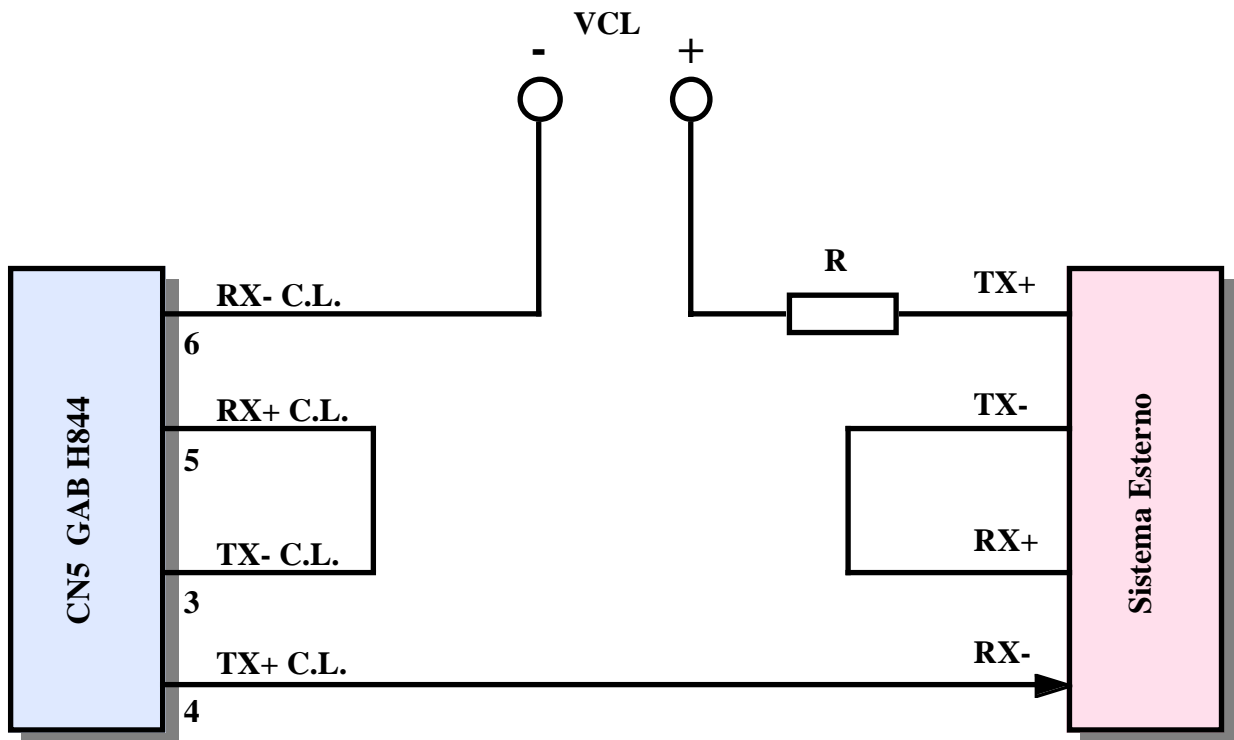 VCL
- +
R
RX- C.L.
6
RX+ C.L.
5
TX- C.L.
3
TX+ C.L.
4
CN5 GAB H844
TX+
TX-
RX+
RX-
Sistema Esterno